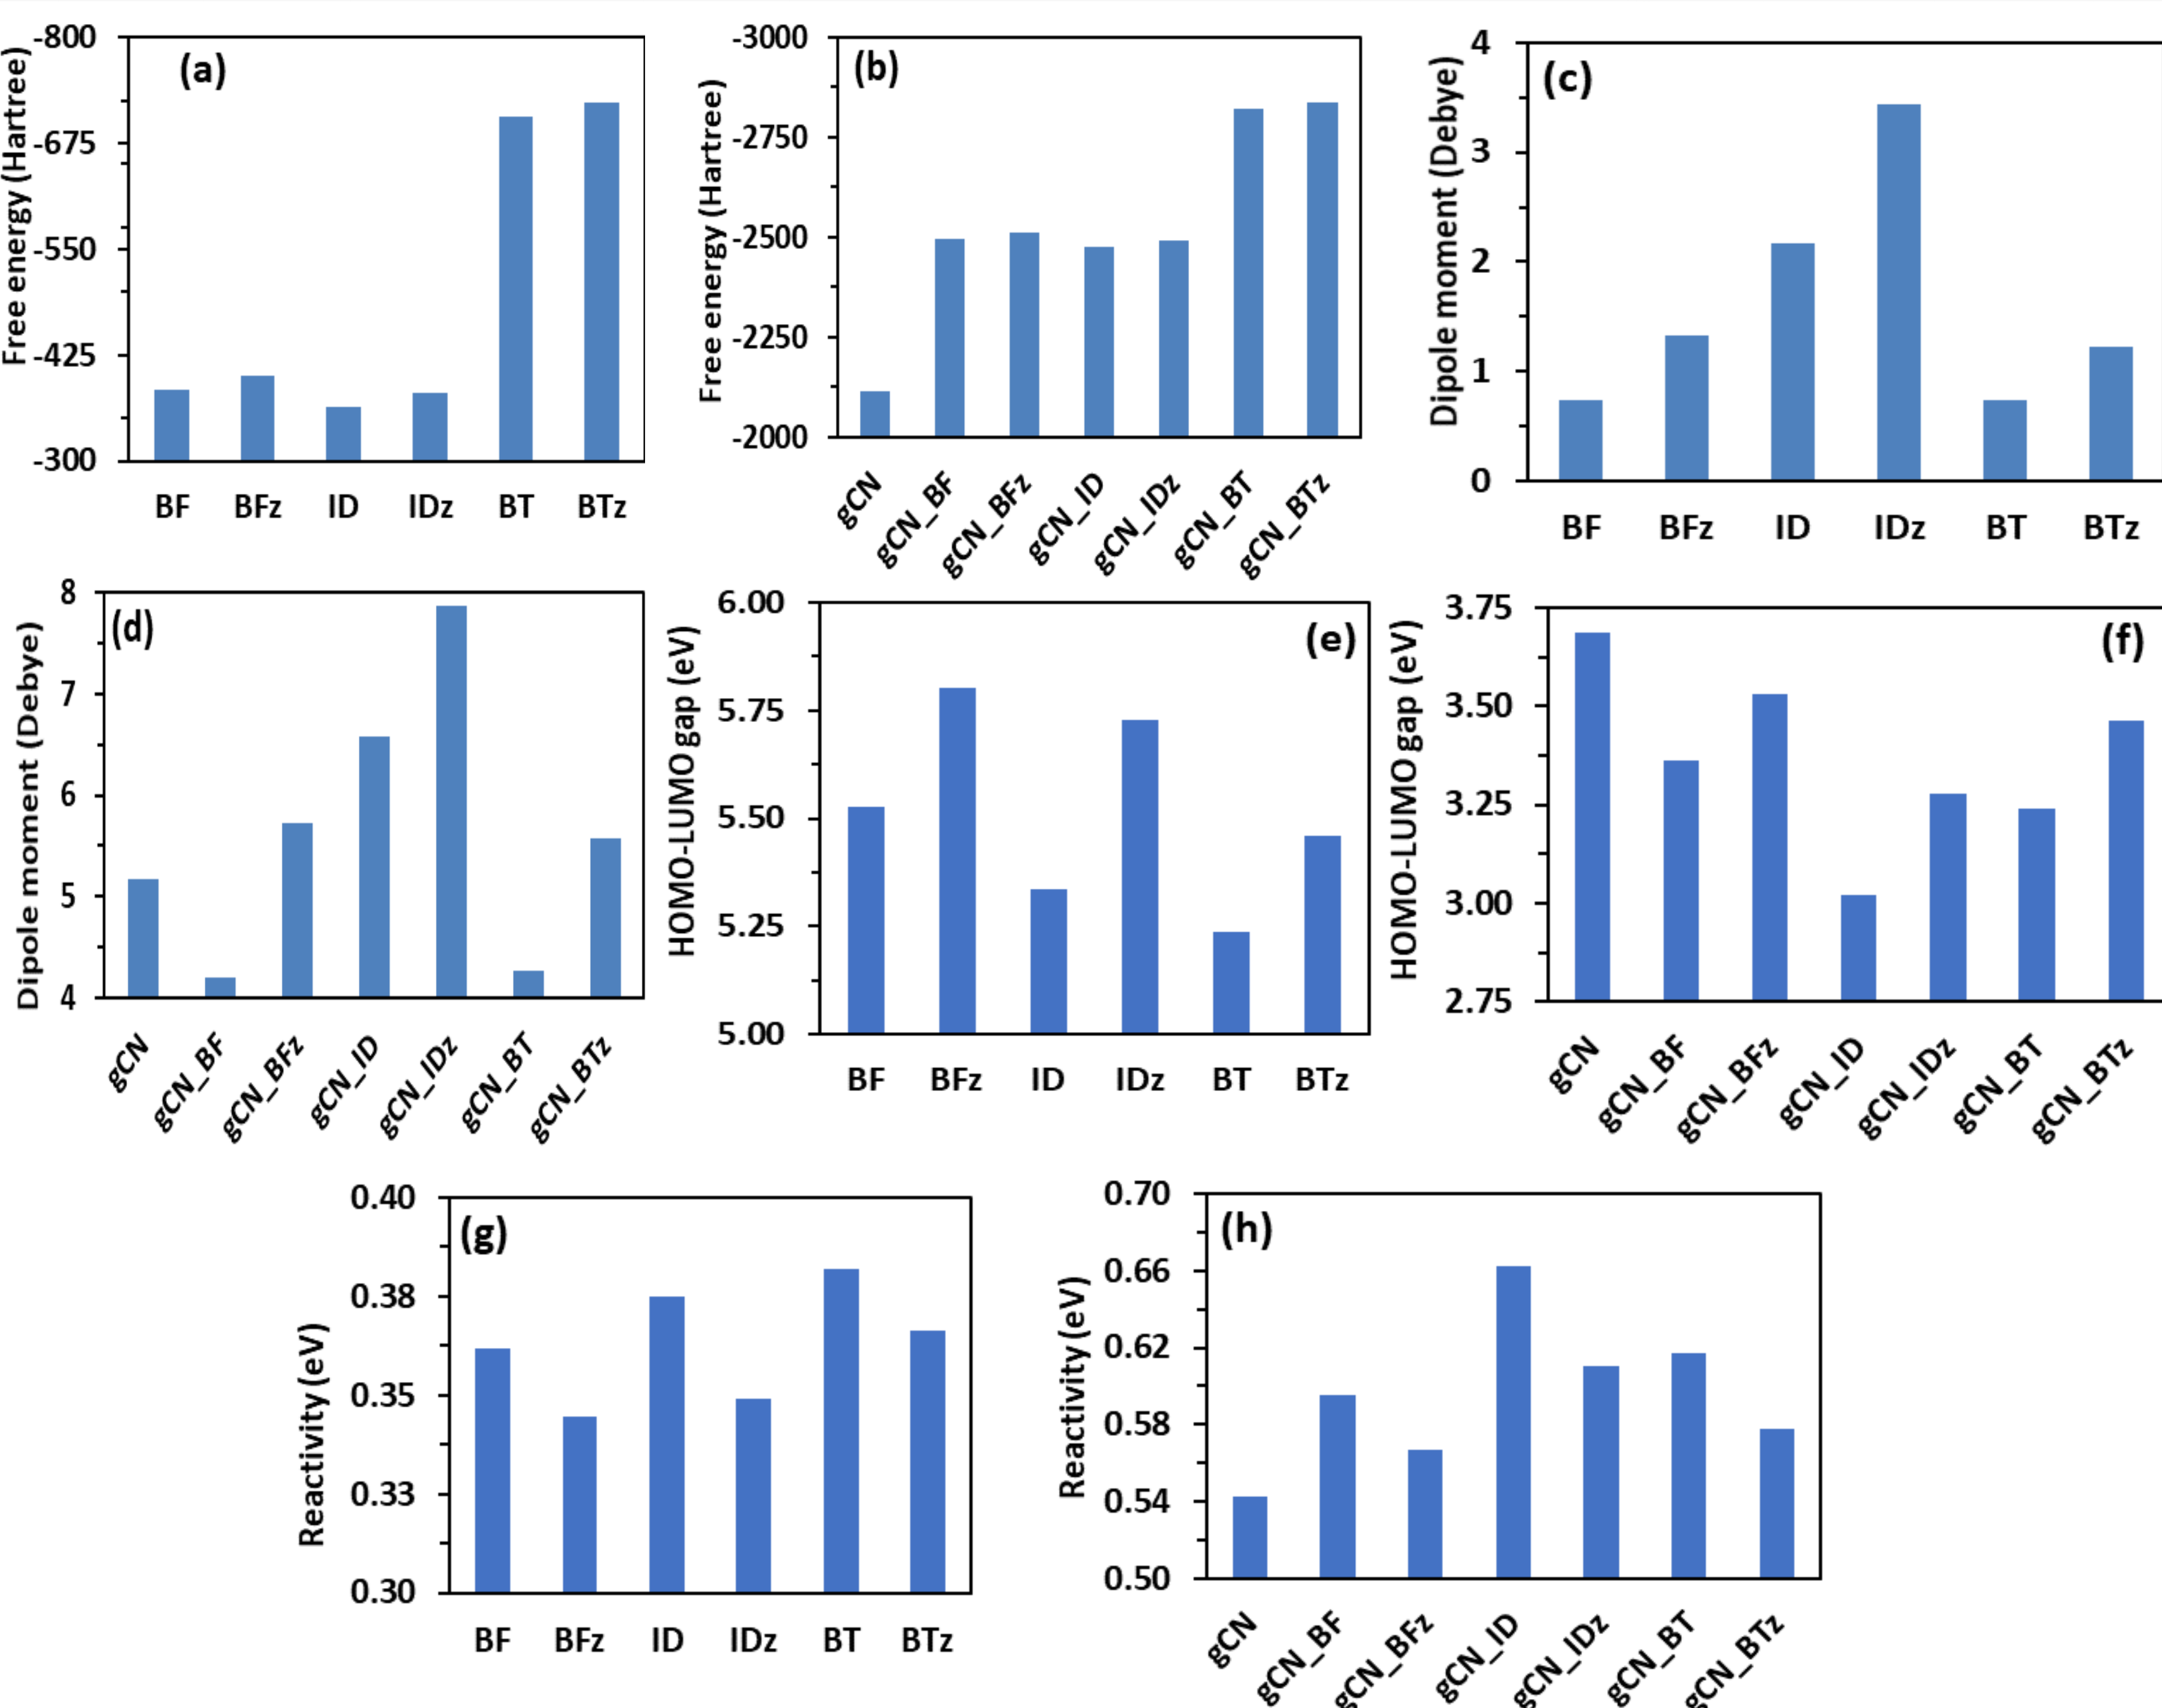 (a)
Free energy (Hartree)
-800
-675
-550
-425
-300
BF BFz ID IDz BT BTz
(b)
Free energy (Hartree)
-3000
-2750
-2500
-2250
-2000
gCN gCN_BF gCN_BFz gCN_ID gCN_IDz gCN_BT gCN_BTz
(c)
Dipole moment (Debye)
4
3
2
1
0
BF BFz ID IDz BT BTz
(d)
Dipole moment (Debye)
8
7
6
5
4
gCN gCN_BF gCN_BFz gCN_ID gCN_IDz gCN_BT gCN_BTz
(e)
HOMO-LUMO gap (eV)
6.00
5.75
5.50
5.25
5.00
BF BFz ID IDz BT BTz
(f)
HOMO-LUMO gap (eV)
3.75
3.50
3.25
3.00
2.75
gCN gCN_BF gCN_BFz gCN_ID gCN_IDz gCN_BT gCN_BTz
(g)
Reactivity (eV)
0.40
0.38
0.35
0.33
0.30
BF BFz ID IDz BT BTz
(h)
Reactivity (eV)
0.70
0.66
0.62
0.58
0.54
0.50
gCN gCN_BF gCN_BFz gCN_ID gCN_IDz gCN_BT gCN_BTz